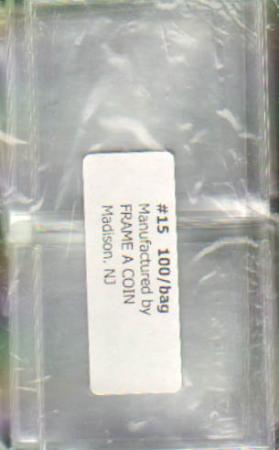 #15 100/bag
Manufactured by
FRAME A COIN
Madison, NJ